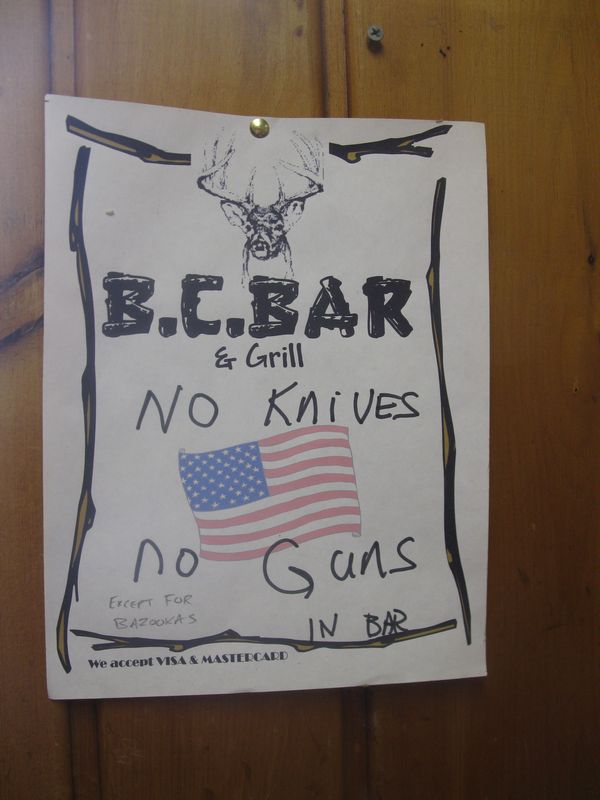 B.C. BAR
& Grill
NO KNiVES
no Guns
EXCEPT FOR
BAZOOKAS
IN BAR
We accept VISA & MASTERCARD